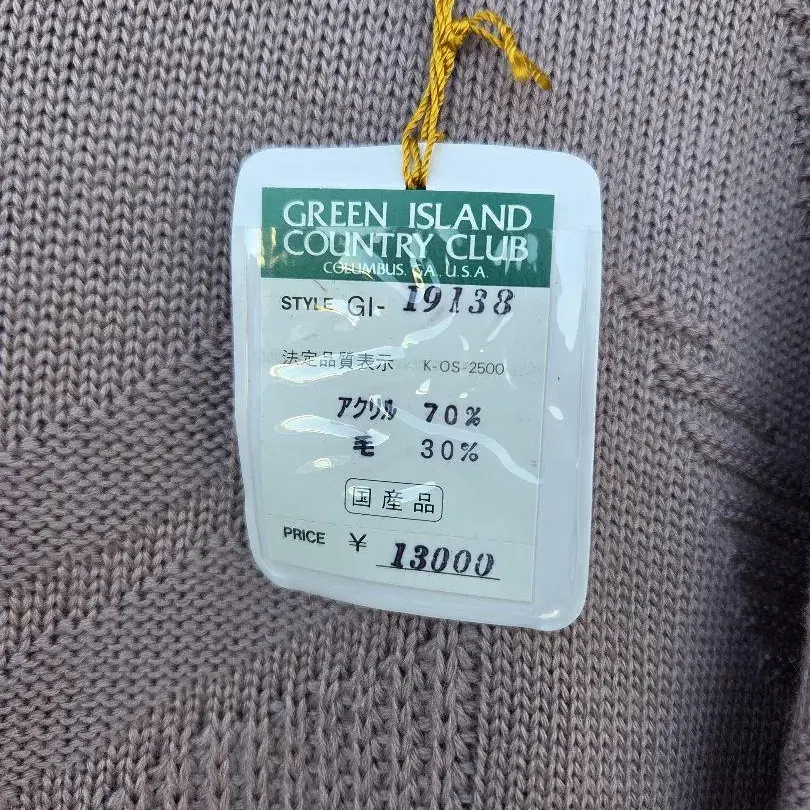 GREEN ISLAND
COUNTRY CLUB
COLUMBUS, GA., U.S.A.
STYLE GI- 19138
法定品質表示 K-OS-2500
アクリル 70%
毛 30%
国産品
PRICE ¥ 13000